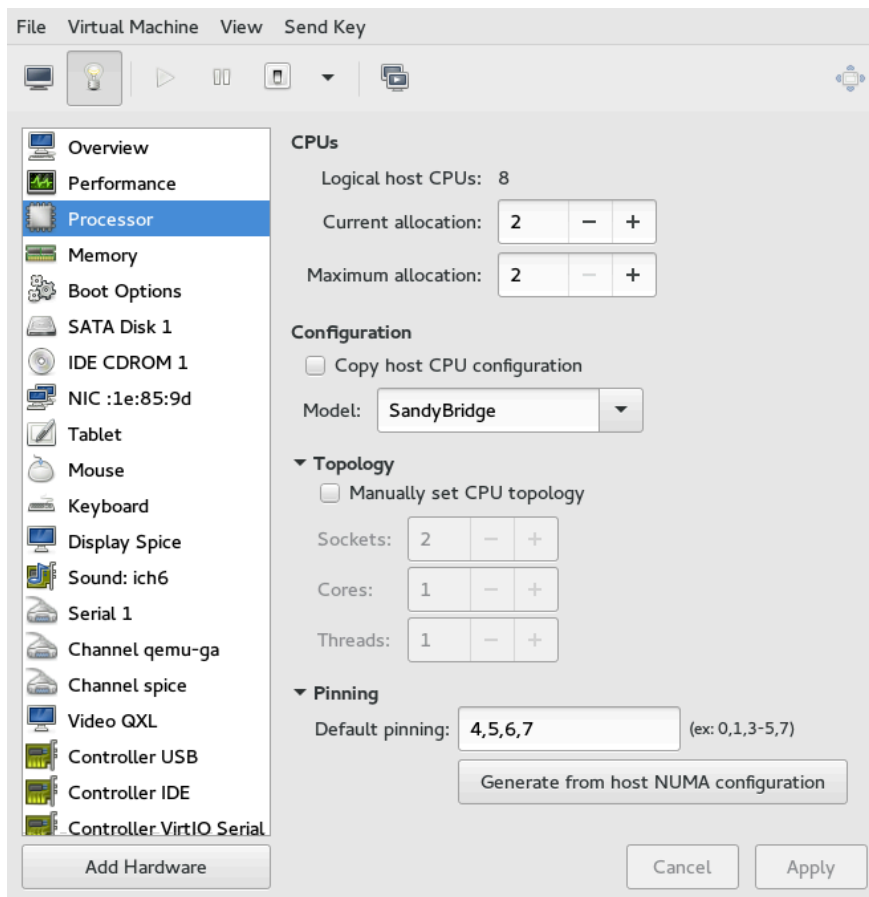 File Virtual Machine View Send Key
Overview
Performance
Processor
Memory
Boot Options
SATA Disk 1
IDE CDROM 1
NIC :1e:85:9d
Tablet
Mouse
Keyboard
Display Spice
Sound: ich6
Serial 1
Channel qemu-ga
Channel spice
Video QXL
Controller USB
Controller IDE
Controller VirtIO Serial
Add Hardware
CPUs
Logical host CPUs: 8
Current allocation: 2 − +
Maximum allocation: 2 − +
Configuration
Copy host CPU configuration
Model: SandyBridge
Topology
Manually set CPU topology
Sockets: 2 − +
Cores: 1 − +
Threads: 1 − +
Pinning
Default pinning: 4,5,6,7 (ex: 0,1,3-5,7)
Generate from host NUMA configuration
Cancel Apply